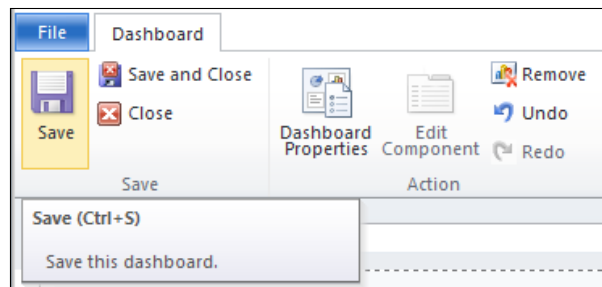 File
Dashboard
Save
Save and Close
Close
Save
Dashboard
Properties
Edit
Component
Remove
Undo
Redo
Action
Save (Ctrl+S)
Save this dashboard.